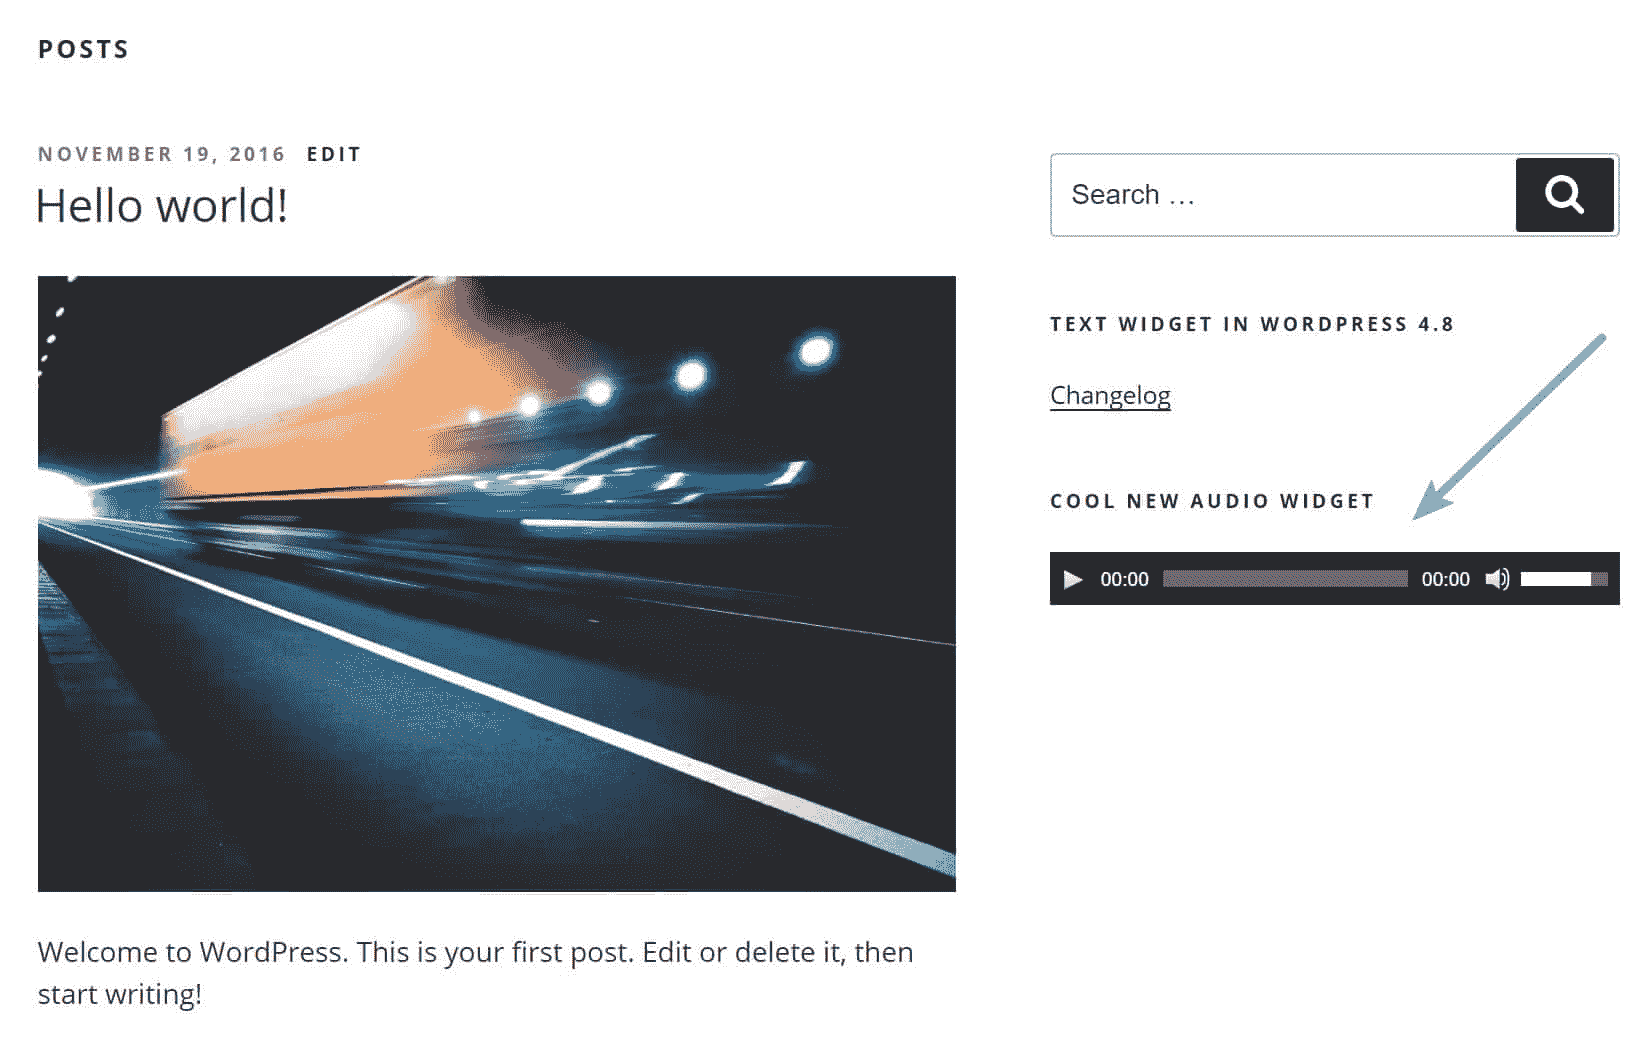 POSTS
NOVEMBER 19, 2016 EDIT
Hello world!
Welcome to WordPress. This is your first post. Edit or delete it, then
start writing!
Search …
TEXT WIDGET IN WORDPRESS 4.8
Changelog
COOL NEW AUDIO WIDGET
00:00 00:00